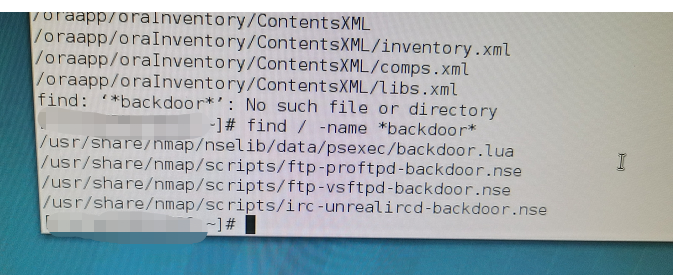 /oraapp/oraInventory/ContentsXML
/oraapp/oraInventory/ContentsXML/inventory.xml
/oraapp/oraInventory/ContentsXML/comps.xml
/oraapp/oraInventory/ContentsXML/libs.xml
find: ‘*backdoor*’: No such file or directory
[ ~]# find / -name *backdoor*
/usr/share/nmap/nselib/data/psexec/backdoor.lua
/usr/share/nmap/scripts/ftp-proftpd-backdoor.nse
/usr/share/nmap/scripts/ftp-vsftpd-backdoor.nse
/usr/share/nmap/scripts/irc-unrealircd-backdoor.nse
[ ~]#